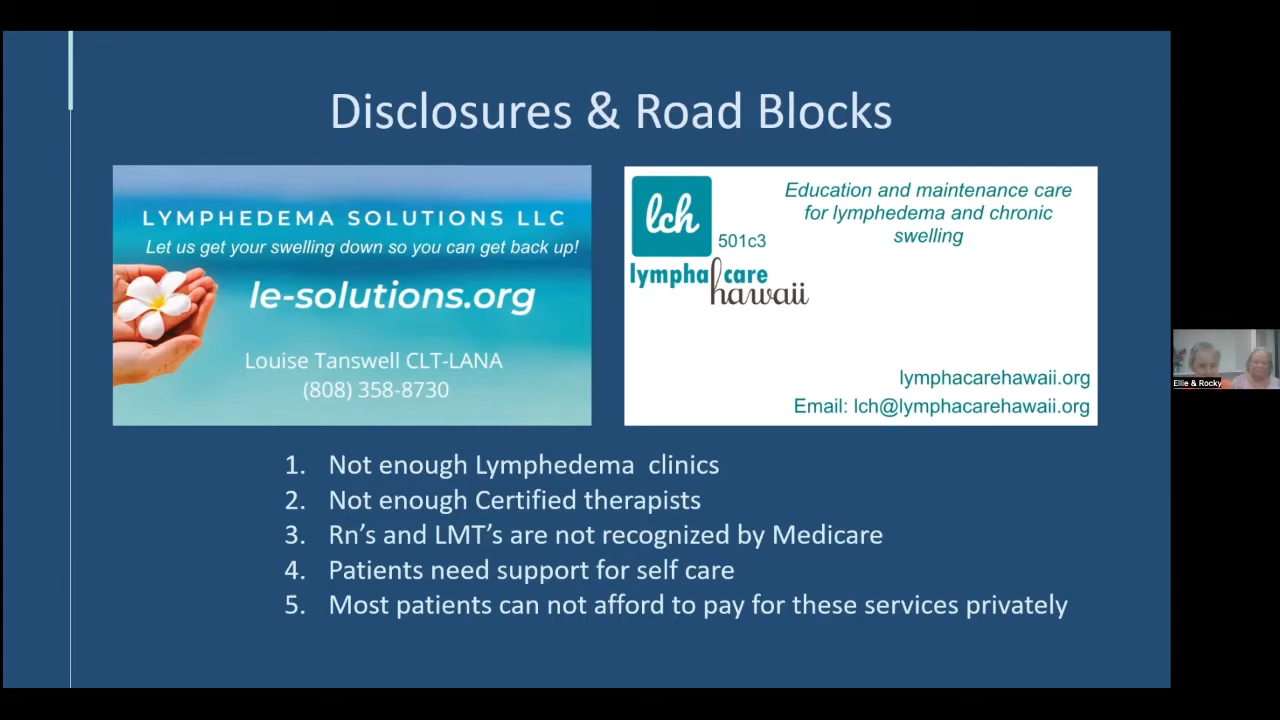 Disclosures & Road Blocks
LYMPHEDEMA SOLUTIONS LLC
Let us get your swelling down so you can get back up!
le-solutions.org
Louise Tanswell CLT-LANA
(808) 358-8730
lch
501c3
lympha care
hawaii
Education and maintenance care
for lymphedema and chronic
swelling
lymphacarehawaii.org
Email: lch@lymphacarehawaii.org
1. Not enough Lymphedema clinics
2. Not enough Certified therapists
3. Rn’s and LMT’s are not recognized by Medicare
4. Patients need support for self care
5. Most patients can not afford to pay for these services privately
Ellie & Rocky